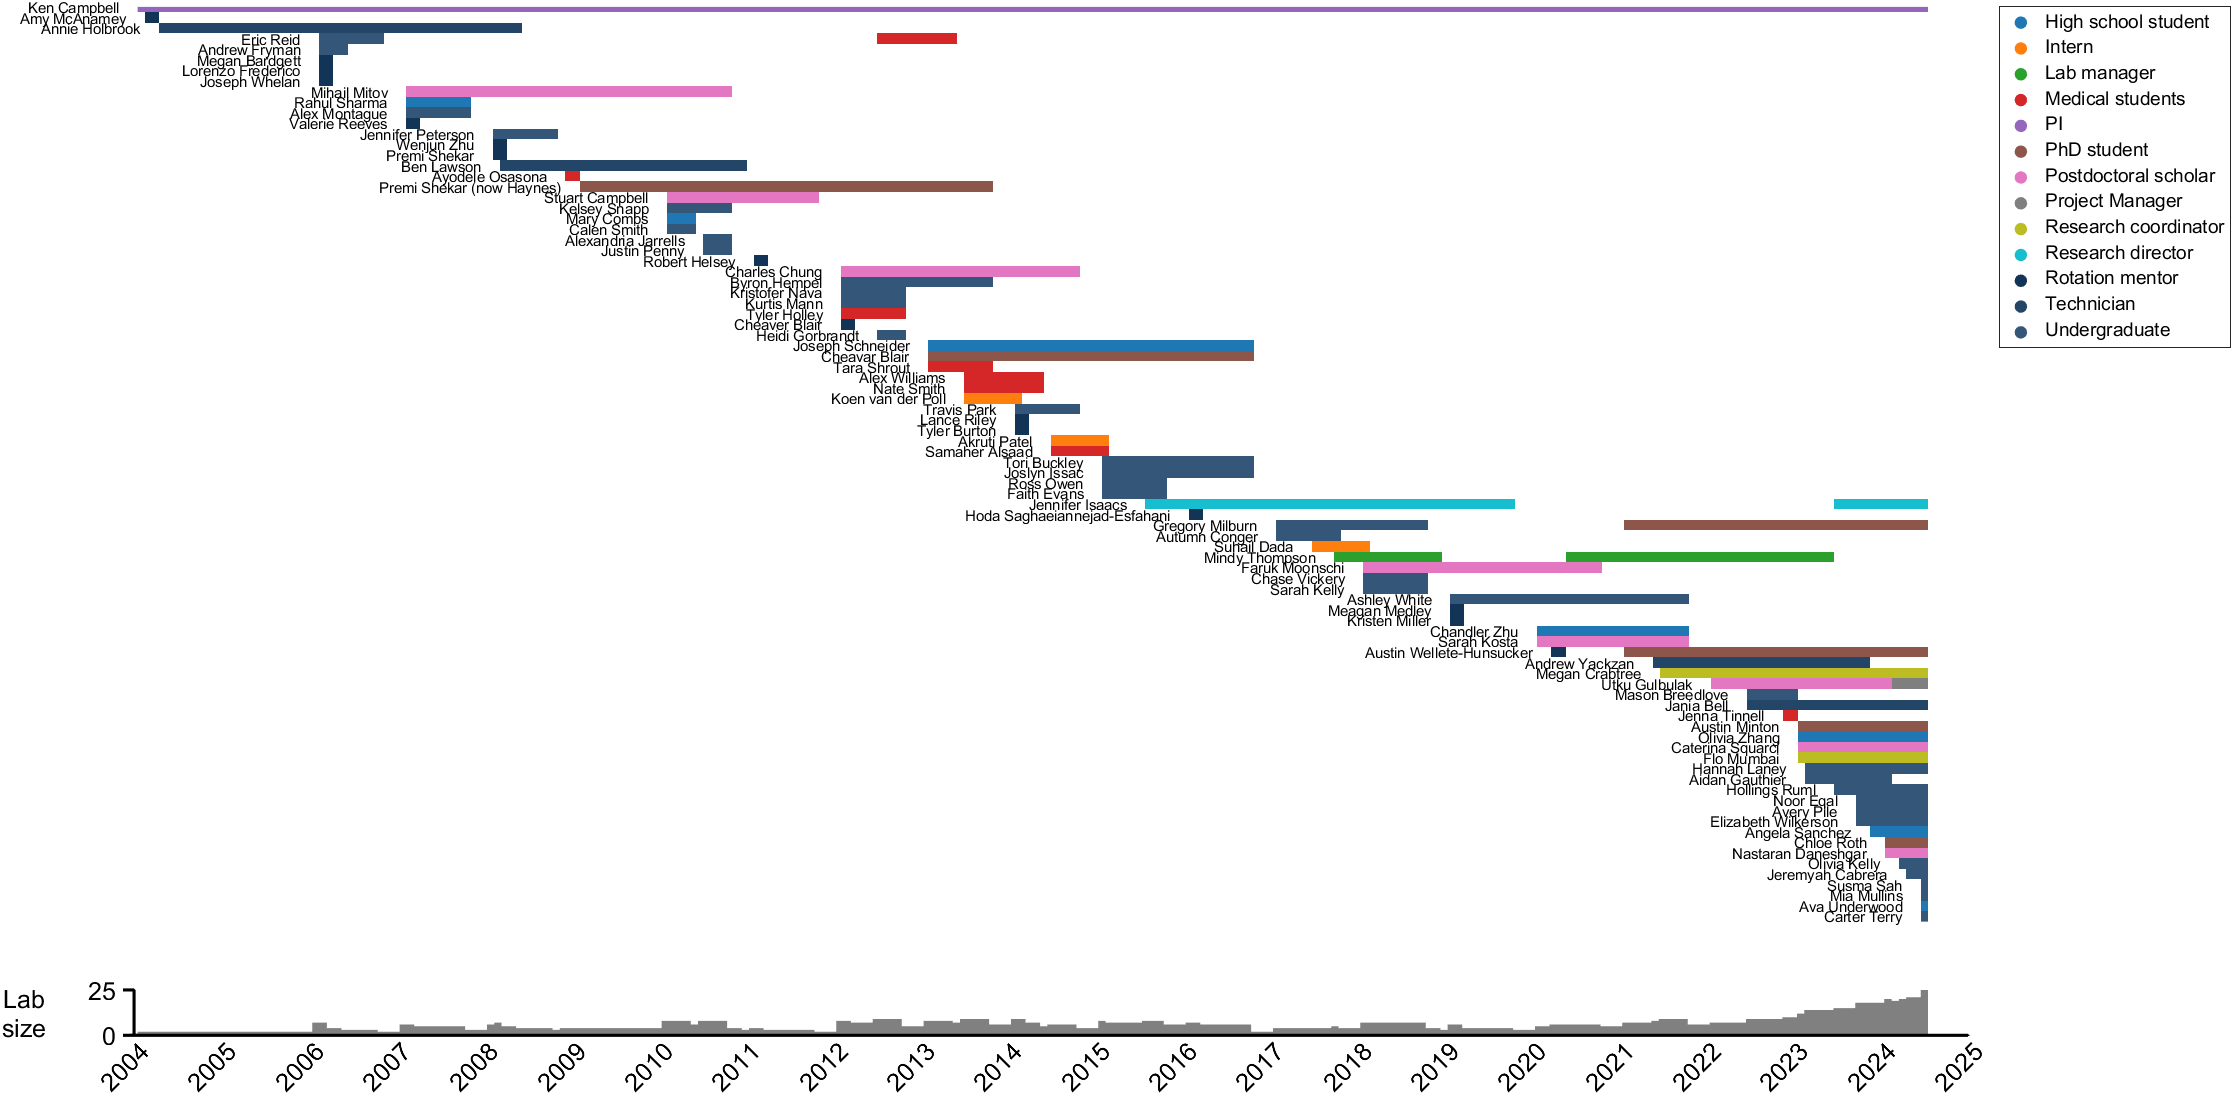 Ken Campbell
Amy McAnamey
Annie Holbrook
Eric Reid
Andrew Fryman
Megan Bardgett
Lorenzo Frederico
Joseph Whelan
Mihail Mitov
Rahul Sharma
Alex Montague
Valerie Reeves
Jennifer Peterson
Wenjun Zhu
Premi Shekar
Ben Lawson
Ayodele Osasona
Premi Shekar (now Haynes)
Stuart Campbell
Kelsey Snapp
Mary Combs
Calen Smith
Alexandria Jarrells
Justin Penny
Robert Helsey
Charles Chung
Byron Hempel
Kristofer Nava
Kurtis Mann
Tyler Holley
Cheaver Blair
Heidi Gorbrandt
Joseph Schneider
Cheavar Blair
Tara Shrout
Alex Williams
Nate Smith
Koen van der Poll
Travis Park
Lance Riley
Tyler Burton
Akruti Patel
Samaher Alsaad
Tori Buckley
Joslyn Issac
Ross Owen
Faith Evans
Jennifer Isaacs
Hoda Saghaeiannejad-Esfahani
Gregory Milburn
Autumn Conger
Suhail Dada
Mindy Thompson
Faruk Moonschi
Chase Vickery
Sarah Kelly
Ashley White
Meagan Medley
Kristen Miller
Chandler Zhu
Sarah Kosta
Austin Wellete-Hunsucker
Andrew Yackzan
Megan Crabtree
Utku Gulbulak
Mason Breedlove
Jania Bell
Jenna Tinnell
Austin Minton
Olivia Zhang
Caterina Squarci
Flo Mumbai
Hannah Laney
Aidan Gauthier
Hollings Ruml
Noor Egal
Avery Pile
Elizabeth Wilkerson
Angela Sanchez
Chloe Roth
Nastaran Daneshgar
Olivia Kelly
Jeremyah Cabrera
Susma Sah
Mia Mullins
Ava Underwood
Carter Terry
High school student
Intern
Lab manager
Medical students
PI
PhD student
Postdoctoral scholar
Project Manager
Research coordinator
Research director
Rotation mentor
Technician
Undergraduate
Lab
size
25
0
2004
2005
2006
2007
2008
2009
2010
2011
2012
2013
2014
2015
2016
2017
2018
2019
2020
2021
2022
2023
2024
2025